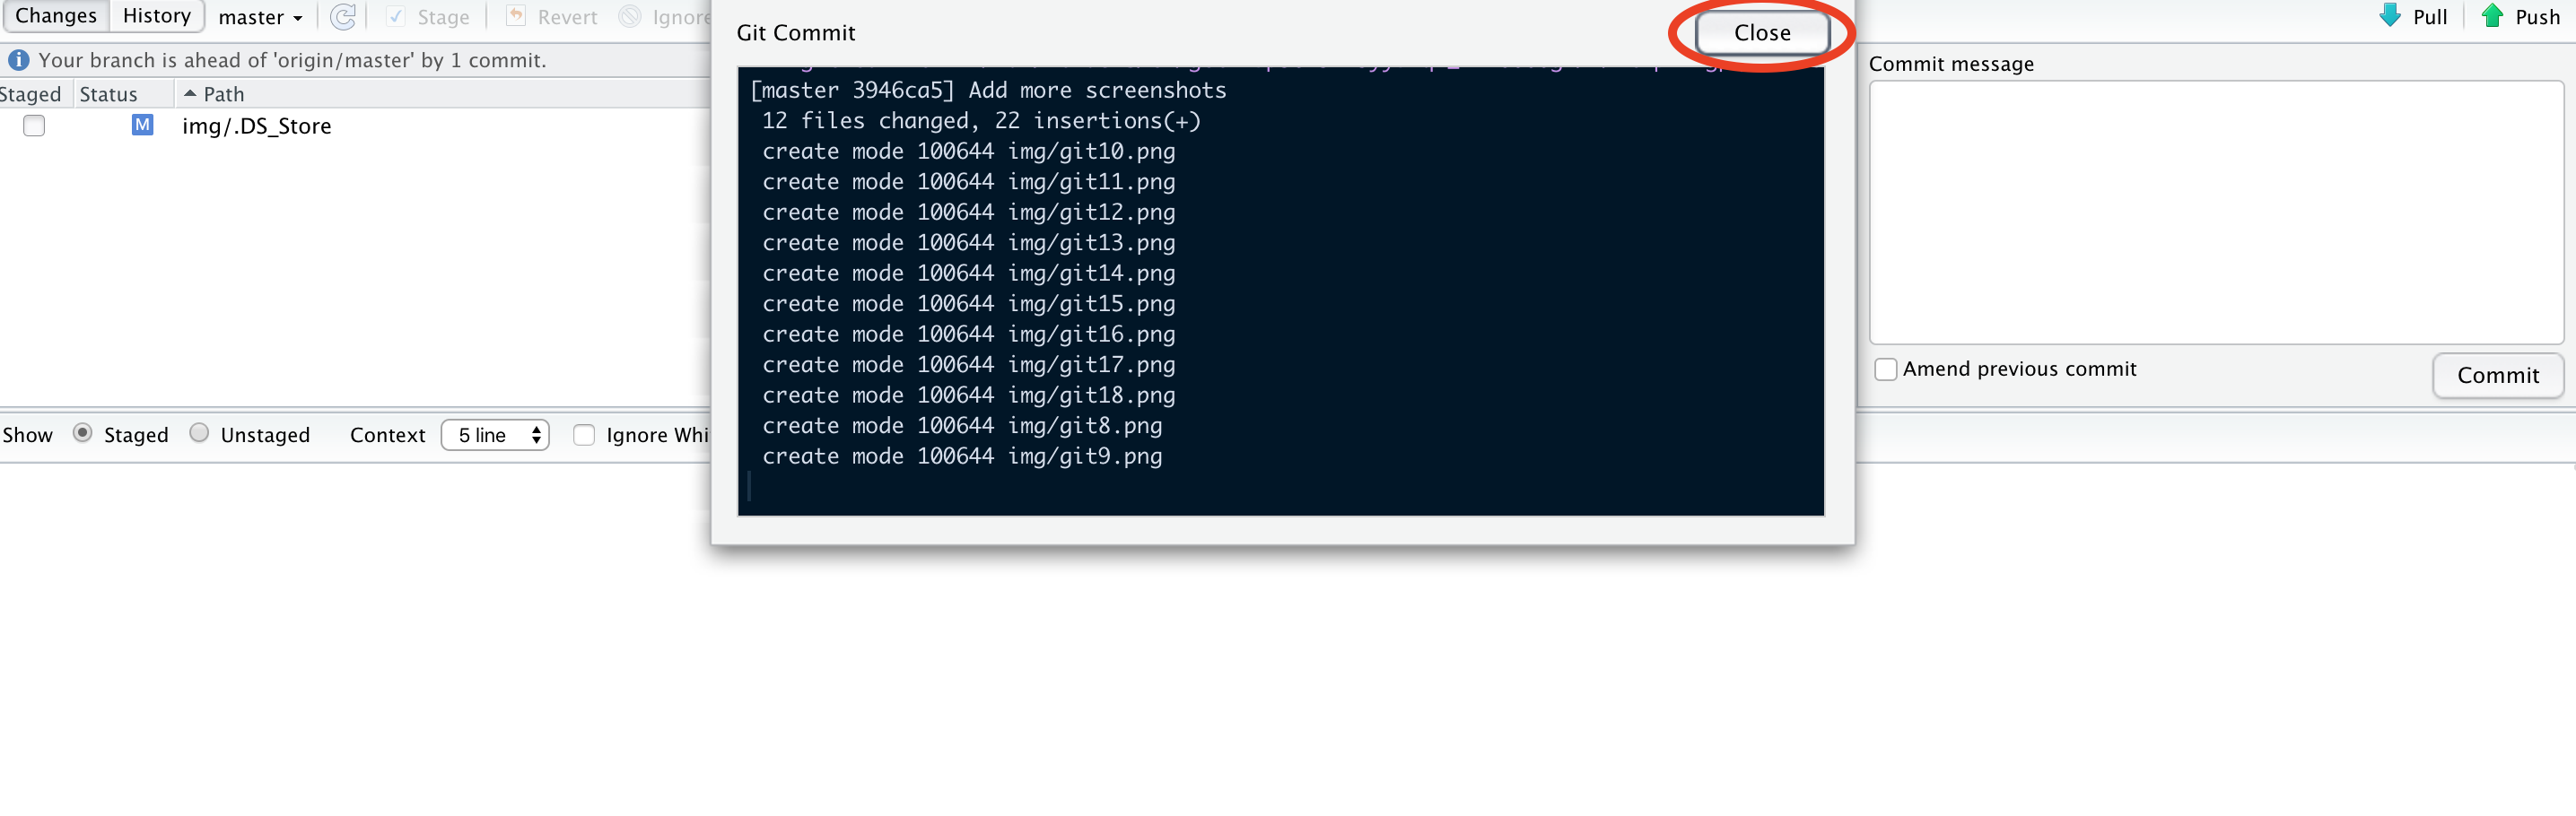 Changes History master Stage Revert Ignore
Git Commit Close
Pull Push
Your branch is ahead of 'origin/master' by 1 commit.
Staged Status Path
M img/.DS_Store
[master 3946ca5] Add more screenshots
12 files changed, 22 insertions(+)
create mode 100644 img/git10.png
create mode 100644 img/git11.png
create mode 100644 img/git12.png
create mode 100644 img/git13.png
create mode 100644 img/git14.png
create mode 100644 img/git15.png
create mode 100644 img/git16.png
create mode 100644 img/git17.png
create mode 100644 img/git18.png
create mode 100644 img/git8.png
create mode 100644 img/git9.png
Commit message
Amend previous commit Commit
Show Staged Unstaged Context 5 line Ignore Whi